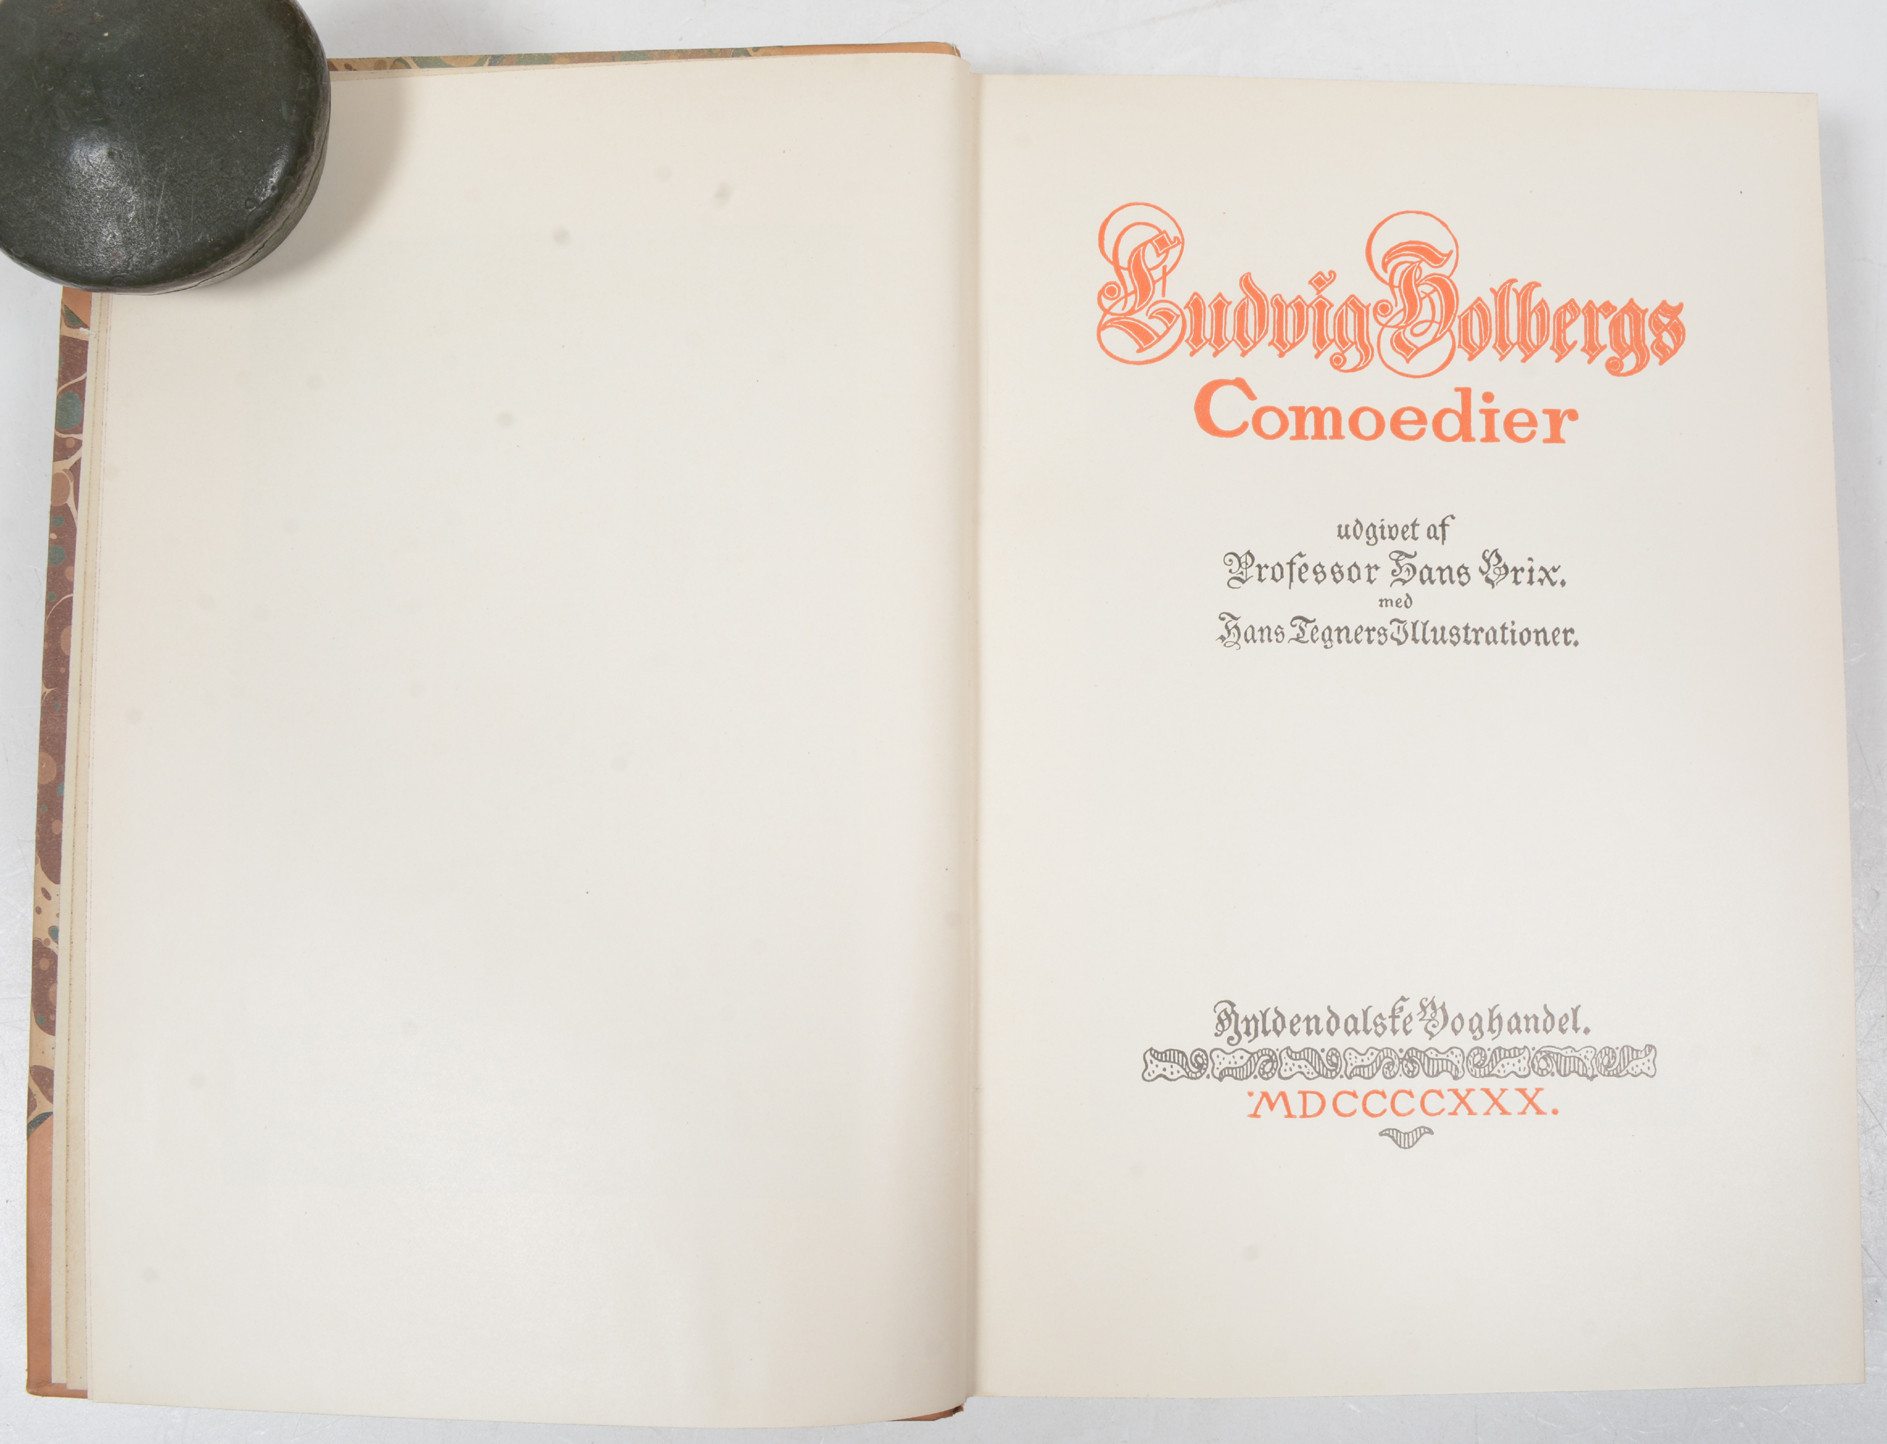 Ludvig Holbergs
Comoedier
udgivet af
Professor Hans Brix.
med
Hans Tegners Illustrationer.
Gyldendalske Boghandel.
MDCCCCXXX.